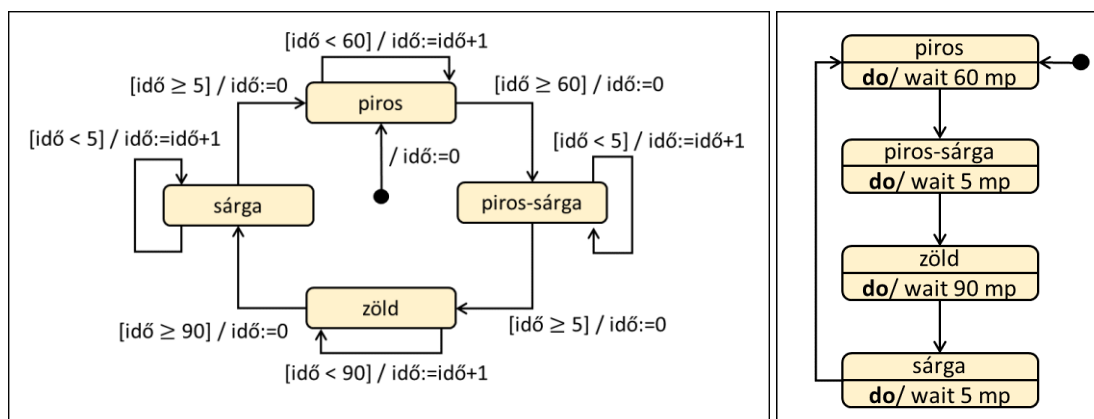 [idő < 60] / idő:=idő+1
[idő ≥ 5] / idő:=0
[idő ≥ 60] / idő:=0
piros
[idő < 5] / idő:=idő+1
[idő < 5] / idő:=idő+1
/ idő:=0
sárga
piros-sárga
zöld
[idő ≥ 90] / idő:=0
[idő ≥ 5] / idő:=0
[idő < 90] / idő:=idő+1
piros
do/ wait 60 mp
piros-sárga
do/ wait 5 mp
zöld
do/ wait 90 mp
sárga
do/ wait 5 mp